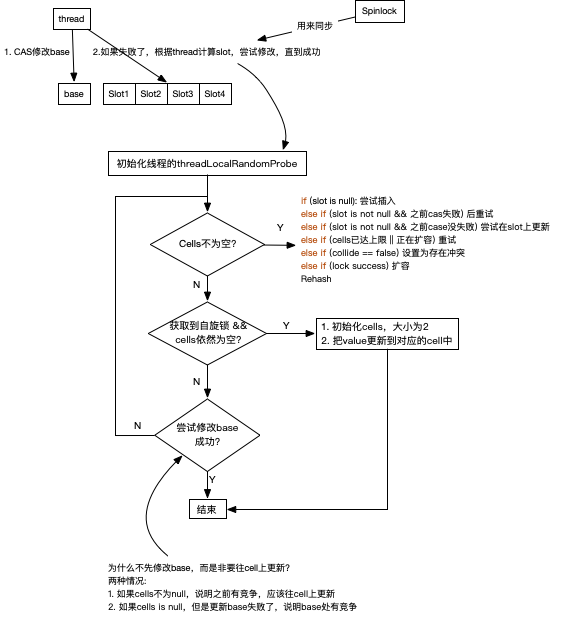 thread
Spinlock
用来同步
1. CAS修改base
2.如果失败了，根据thread计算slot，尝试修改，直到成功
base
Slot1
Slot2
Slot3
Slot4
初始化线程的threadLocalRandomProbe
if (slot is null): 尝试插入
else if (slot is not null && 之前cas失败) 后重试
else if (slot is not null && 之前case没失败) 尝试在slot上更新
else if (cells已达上限 || 正在扩容) 重试
else if (collide == false) 设置为存在冲突
else if (lock success) 扩容
Rehash
Cells不为空?
Y
N
获取到自旋锁 &&
cells依然为空?
Y
1. 初始化cells，大小为2
2. 把value更新到对应的cell中
N
尝试修改base
成功?
N
Y
结束
为什么不先修改base，而是非要往cell上更新?
两种情况:
1. 如果cells不为null，说明之前有竞争，应该往cell上更新
2. 如果cells is null，但是更新base失败了，说明base处有竞争